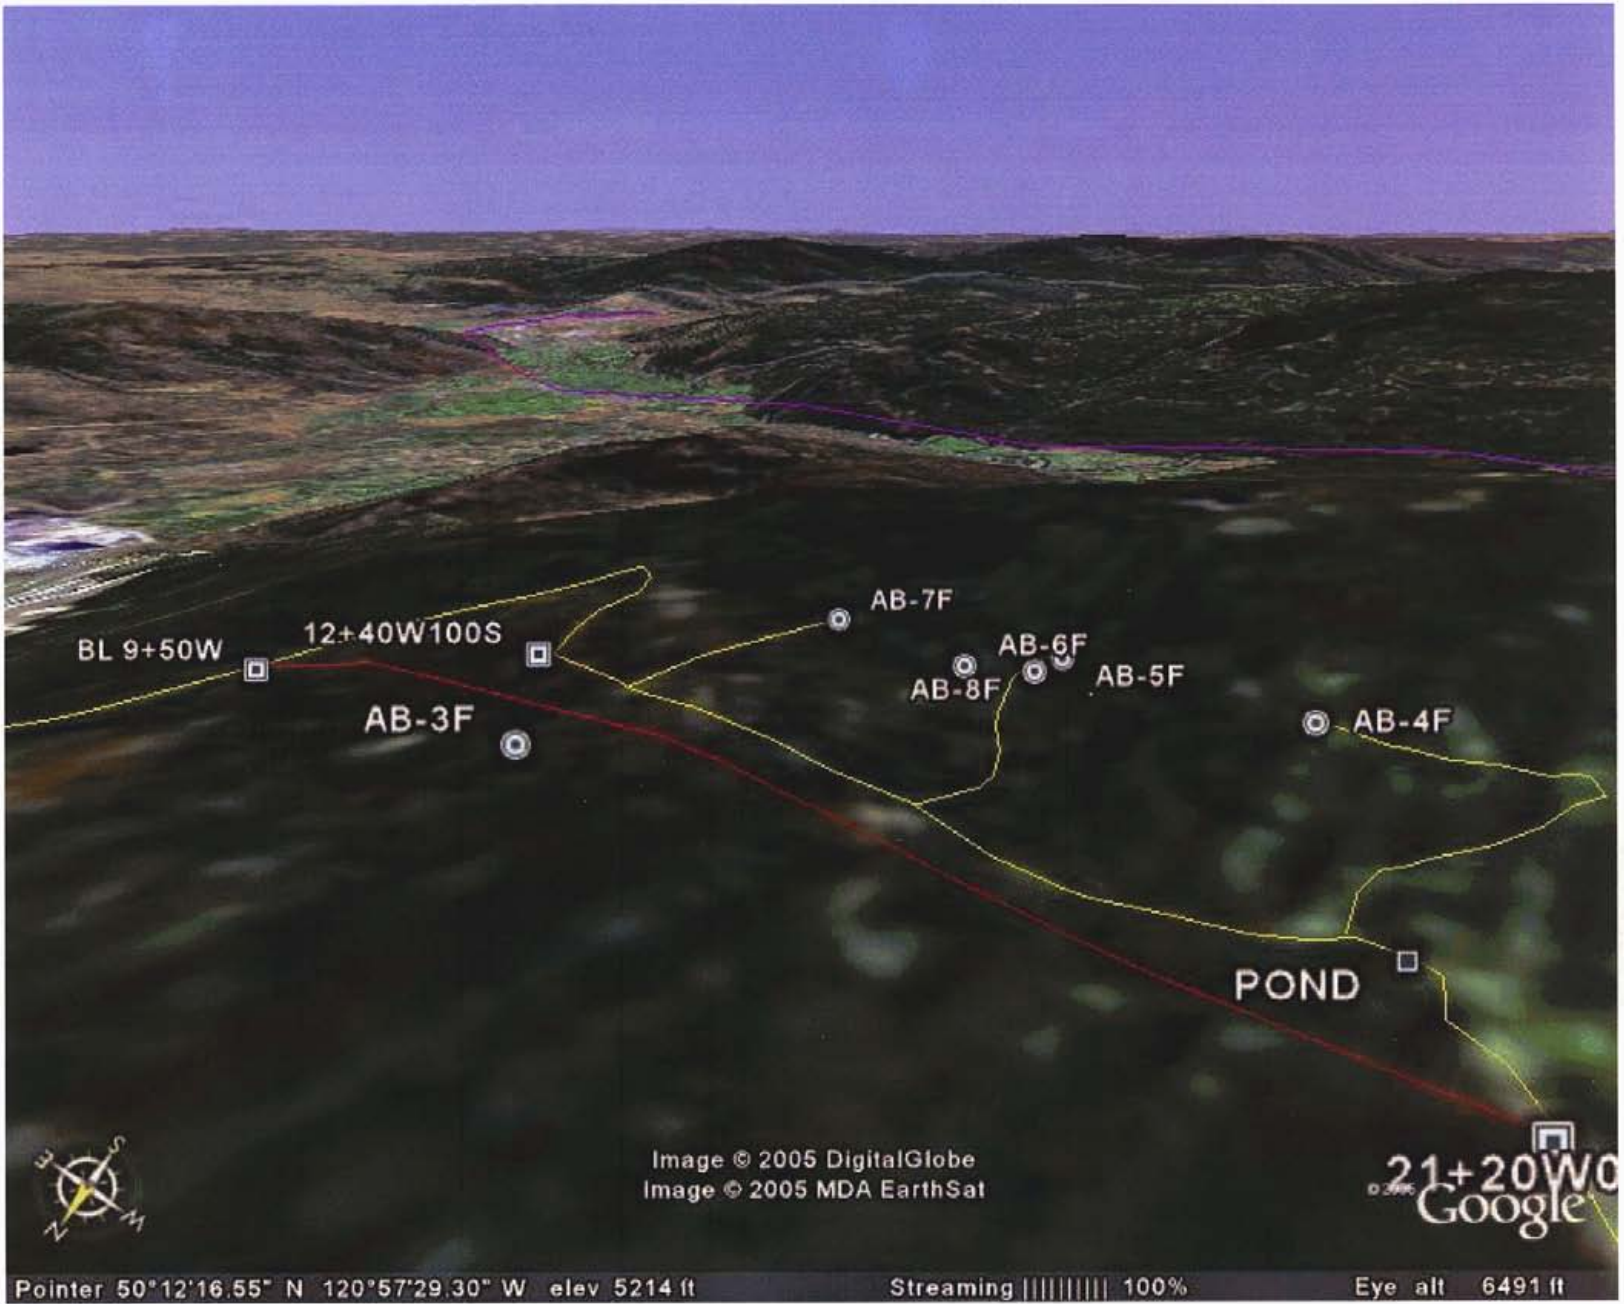 AB-7F
12+40W100S
BL 9+50W
AB-6F
AB-8F
AB-5F
AB-3F
AB-4F
POND
S
E
W
N
Image © 2005 DigitalGlobe
Image © 2005 MDA EarthSat
21+20W0
Google
Pointer 50°12'16.55" N 120°57'29.30" W elev 5214 ft Streaming |||||||||| 100% Eye alt 6491 ft